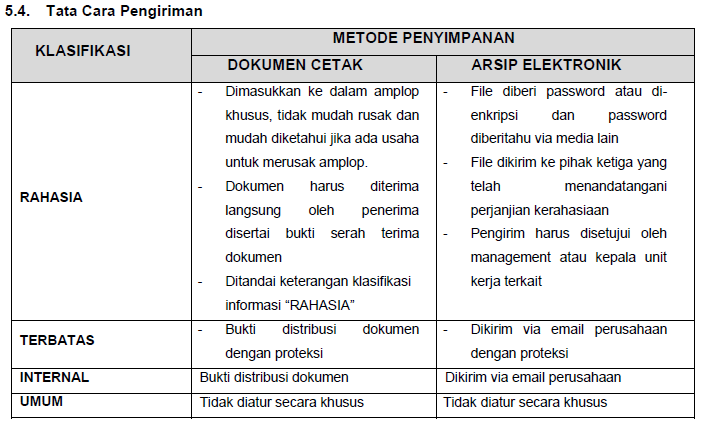 5.4. Tata Cara Pengiriman
KLASIFIKASI
METODE PENYIMPANAN
DOKUMEN CETAK
ARSIP ELEKTRONIK
RAHASIA
- Dimasukkan ke dalam amplop
khusus, tidak mudah rusak dan
mudah diketahui jika ada usaha
untuk merusak amplop.
- Dokumen harus diterima
langsung oleh penerima
disertai bukti serah terima
dokumen
- Ditandai keterangan klasifikasi
informasi “RAHASIA”
- File diberi password atau di-
enkripsi dan password
diberitahu via media lain
- File dikirim ke pihak ketiga yang
telah menandatangani
perjanjian kerahasiaan
- Pengirim harus disetujui oleh
management atau kepala unit
kerja terkait
TERBATAS
- Bukti distribusi dokumen
dengan proteksi
- Dikirim via email perusahaan
dengan proteksi
INTERNAL
Bukti distribusi dokumen
Dikirim via email perusahaan
UMUM
Tidak diatur secara khusus
Tidak diatur secara khusus